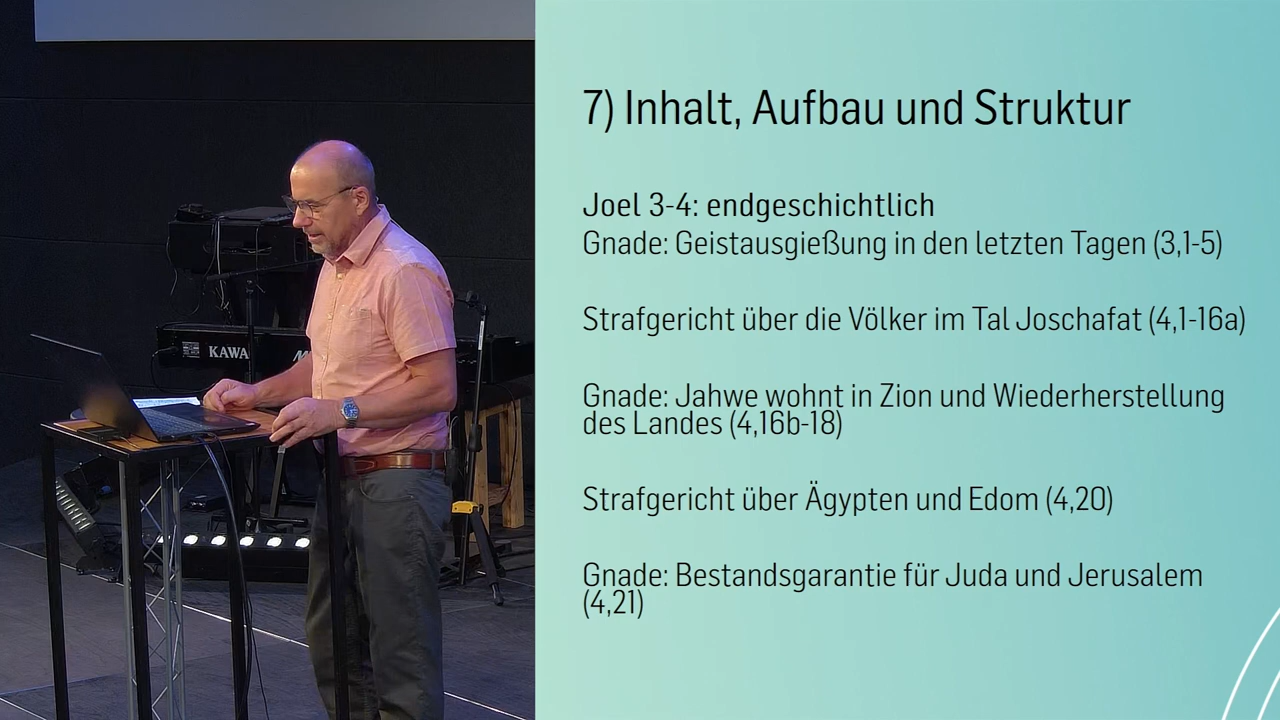 7) Inhalt, Aufbau und Struktur
Joel 3-4: endgeschichtlich
Gnade: Geistausgießung in den letzten Tagen (3,1-5)
Strafgericht über die Völker im Tal Joschafat (4,1-16a)
Gnade: Jahwe wohnt in Zion und Wiederherstellung
des Landes (4,16b-18)
Strafgericht über Ägypten und Edom (4,20)
Gnade: Bestandsgarantie für Juda und Jerusalem
(4,21)
KAWA